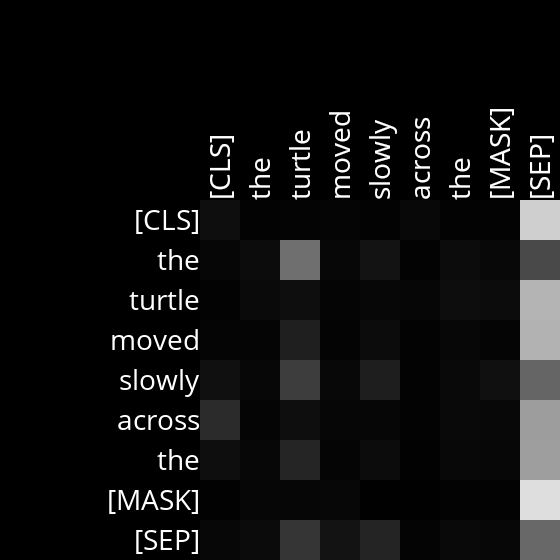 [CLS] the turtle moved slowly across the [MASK] [SEP]
[CLS]
the
turtle
moved
slowly
across
the
[MASK]
[SEP]